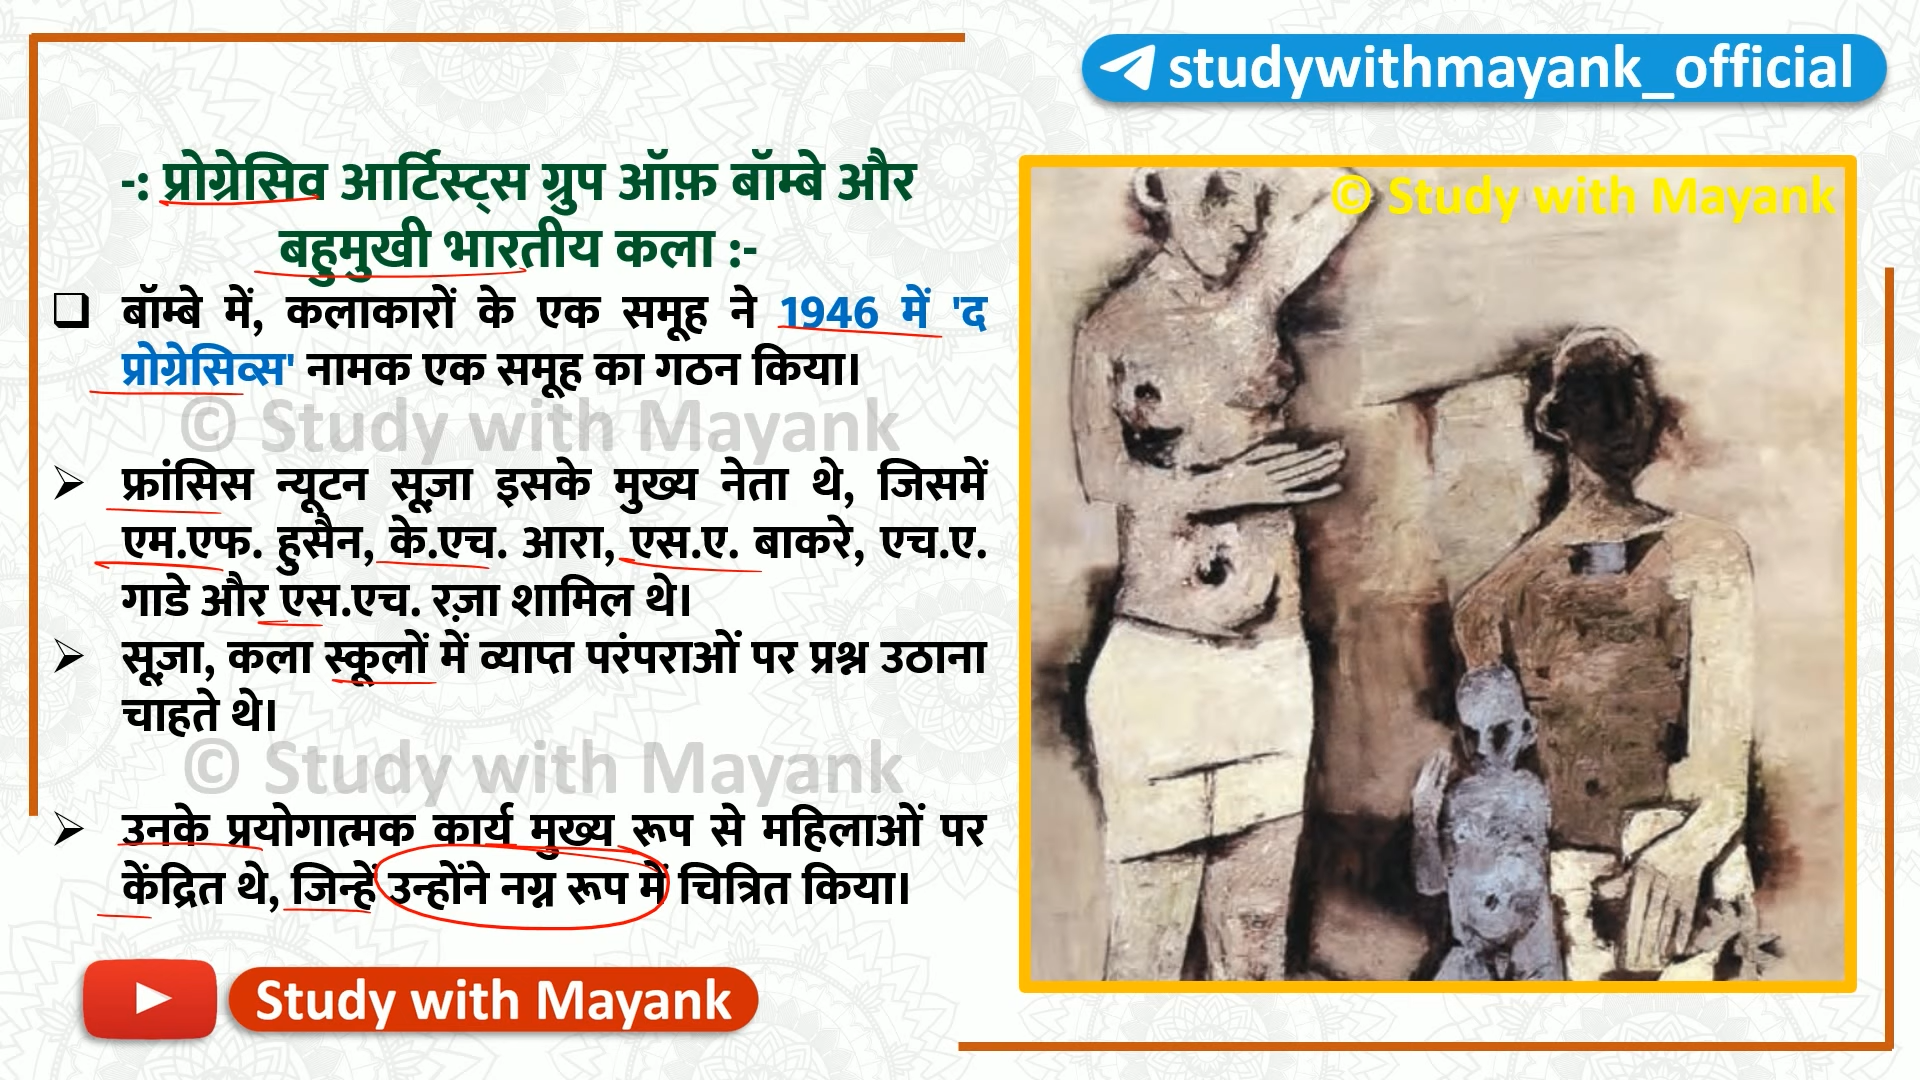 studywithmayank_official
-: प्रोग्रेसिव आर्टिस्ट्स ग्रुप ऑफ़ बॉम्बे और
बहुमुखी भारतीय कला :-
बॉम्बे में, कलाकारों के एक समूह ने 1946 में 'द
प्रोग्रेसिव्स' नामक एक समूह का गठन किया।
© Study with Mayank
फ्रांसिस न्यूटन सूज़ा इसके मुख्य नेता थे, जिसमें
एम.एफ. हुसैन, के.एच. आरा, एस.ए. बाकरे, एच.ए.
गाडे और एस.एच. रज़ा शामिल थे।
सूज़ा, कला स्कूलों में व्याप्त परंपराओं पर प्रश्न उठाना
चाहते थे।
© Study with Mayank
उनके प्रयोगात्मक कार्य मुख्य रूप से महिलाओं पर
केंद्रित थे, जिन्हें उन्होंने नग्न रूप में चित्रित किया।
© Study with Mayank
Study with Mayank